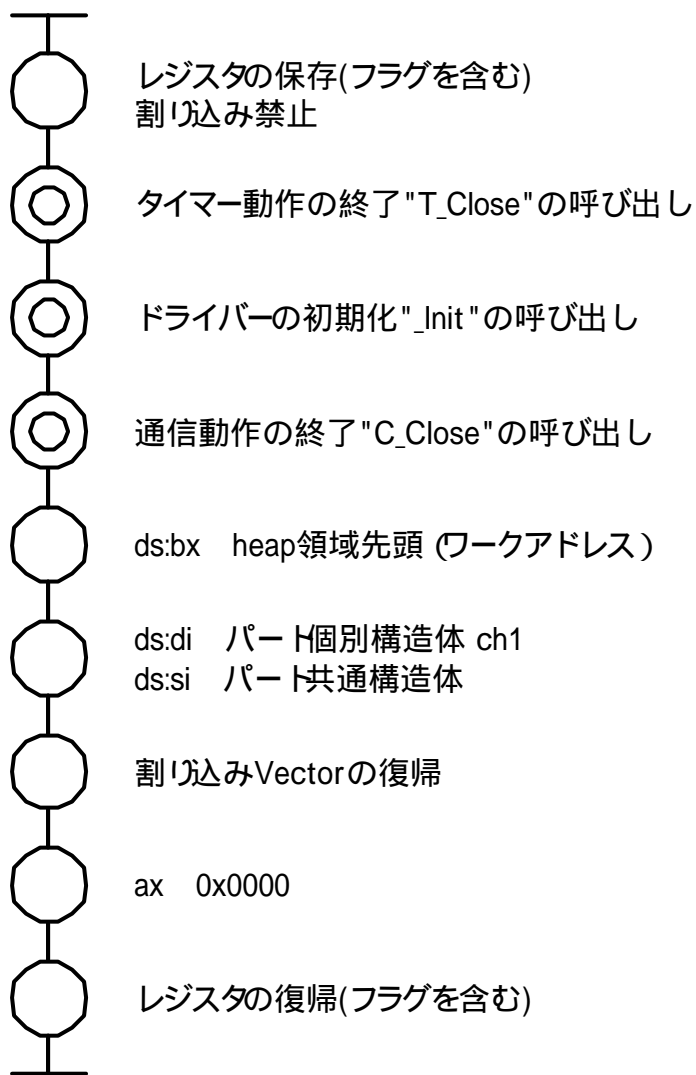 レジスタの保存(フラグを含む)
割り込み禁止
タイマー動作の終了"T_Close"の呼び出し
ドライバーの初期化"_Init"の呼び出し
通信動作の終了"C_Close"の呼び出し
ds:bx heap領域先頭(ワークアドレス)
ds:di パート個別構造体 ch1
ds:si パート共通構造体
割り込みVectorの復帰
ax 0x0000
レジスタの復帰(フラグを含む)